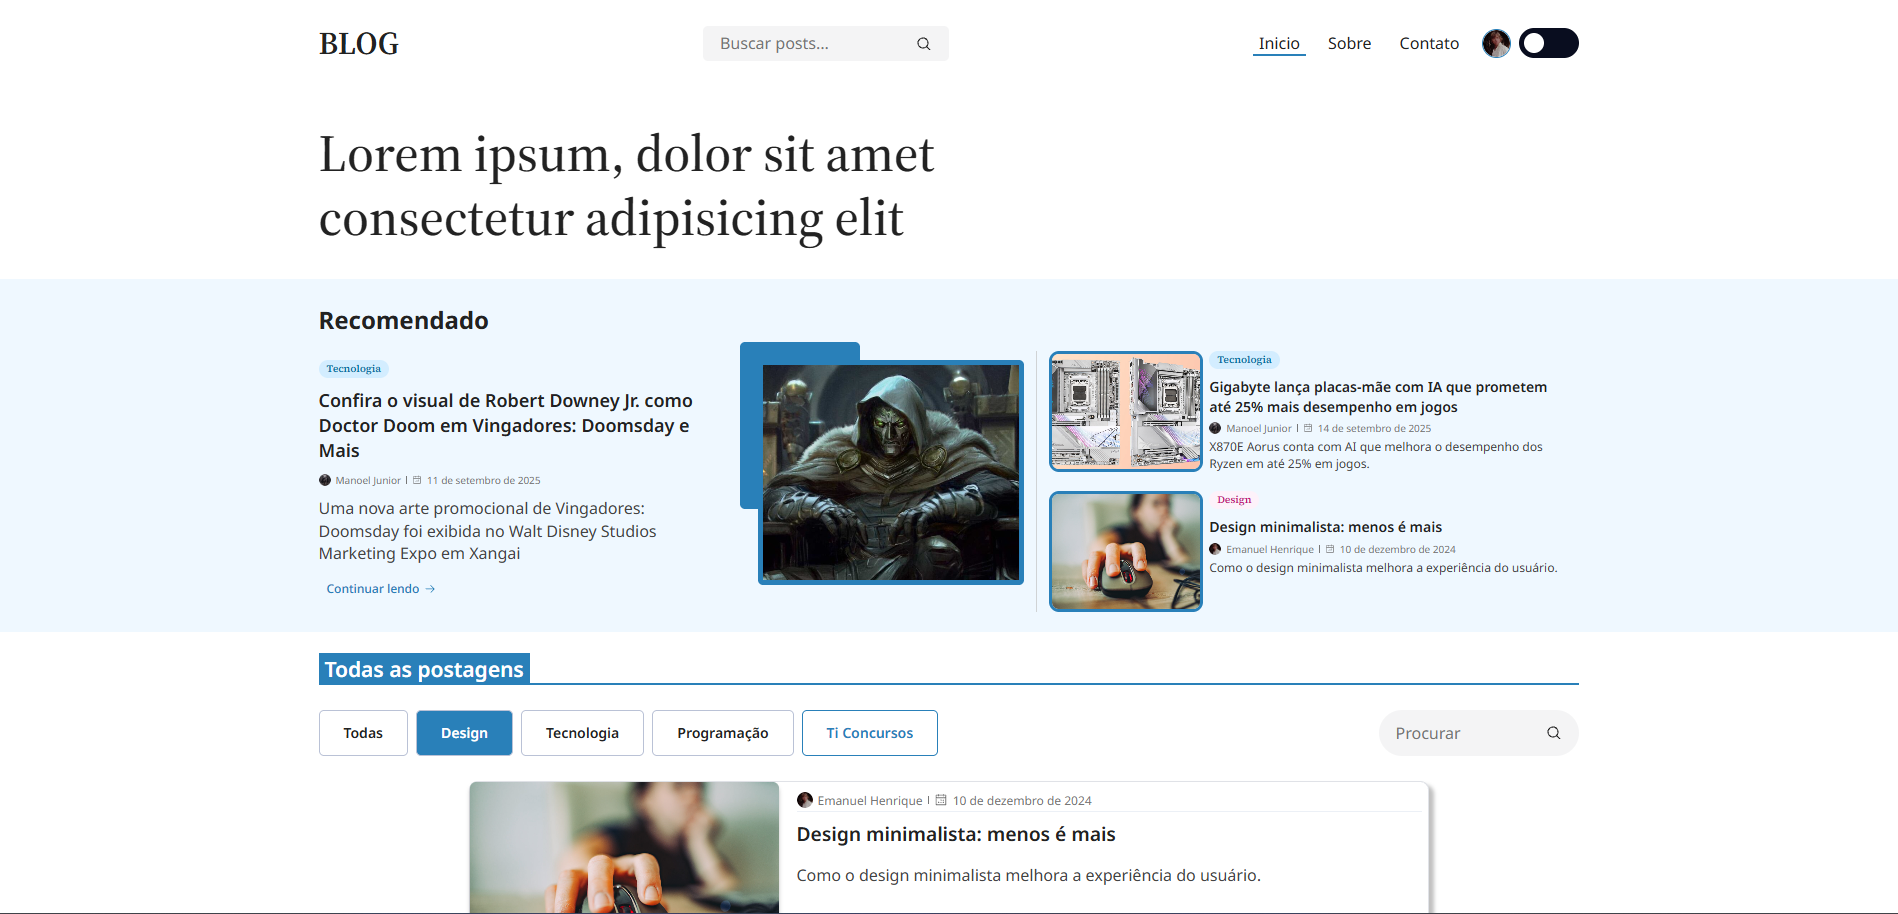 BLOG
Buscar posts...
Inicio
Sobre
Contato
Lorem ipsum, dolor sit amet
consectetur adipisicing elit
Recomendado
Tecnologia
Confira o visual de Robert Downey Jr. como
Doctor Doom em Vingadores: Doomsday e
Mais
Manoel Junior | 11 de setembro de 2025
Uma nova arte promocional de Vingadores:
Doomsday foi exibida no Walt Disney Studios
Marketing Expo em Xangai
Continuar lendo →
Tecnologia
Gigabyte lança placas-mãe com IA que prometem
até 25% mais desempenho em jogos
Manoel Junior | 14 de setembro de 2025
X870E Aorus conta com AI que melhora o desempenho dos
Ryzen em até 25% em jogos.
Design
Design minimalista: menos é mais
Emanuel Henrique | 10 de dezembro de 2024
Como o design minimalista melhora a experiência do usuário.
Todas as postagens
Todas
Design
Tecnologia
Programação
Ti Concursos
Procurar
Emanuel Henrique | 10 de dezembro de 2024
Design minimalista: menos é mais
Como o design minimalista melhora a experiência do usuário.